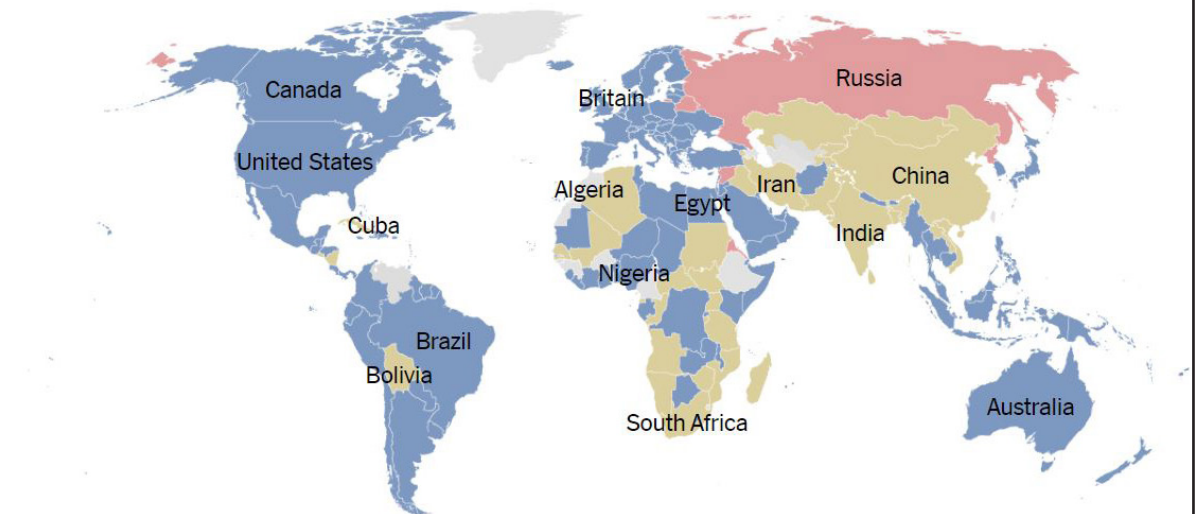 Canada
Britain
Russia
United States
Algeria
Egypt
Iran
China
Cuba
India
Nigeria
Brazil
Bolivia
South Africa
Australia